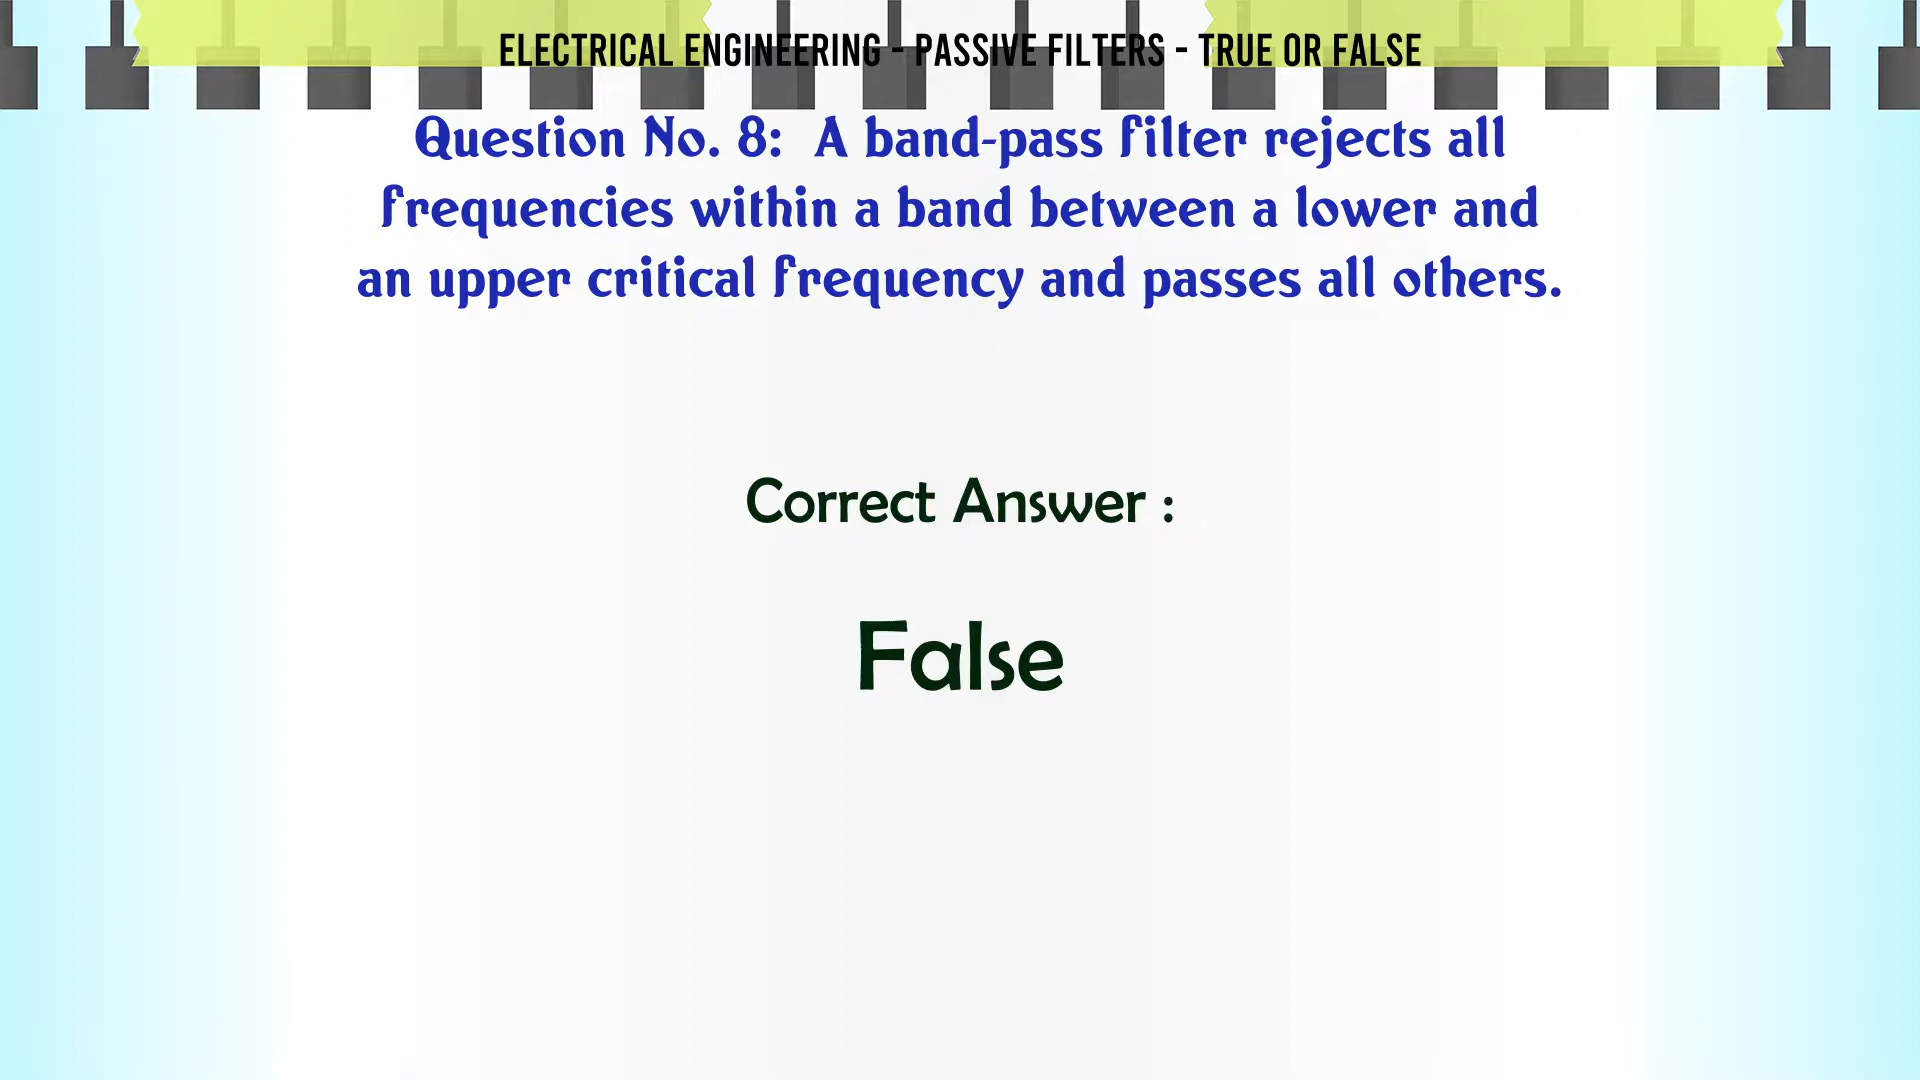 ELECTRICAL ENGINEERING - PASSIVE FILTERS - TRUE OR FALSE
Question No. 8:  A band-pass filter rejects all
frequencies within a band between a lower and
an upper critical frequency and passes all others.
Correct Answer :
False